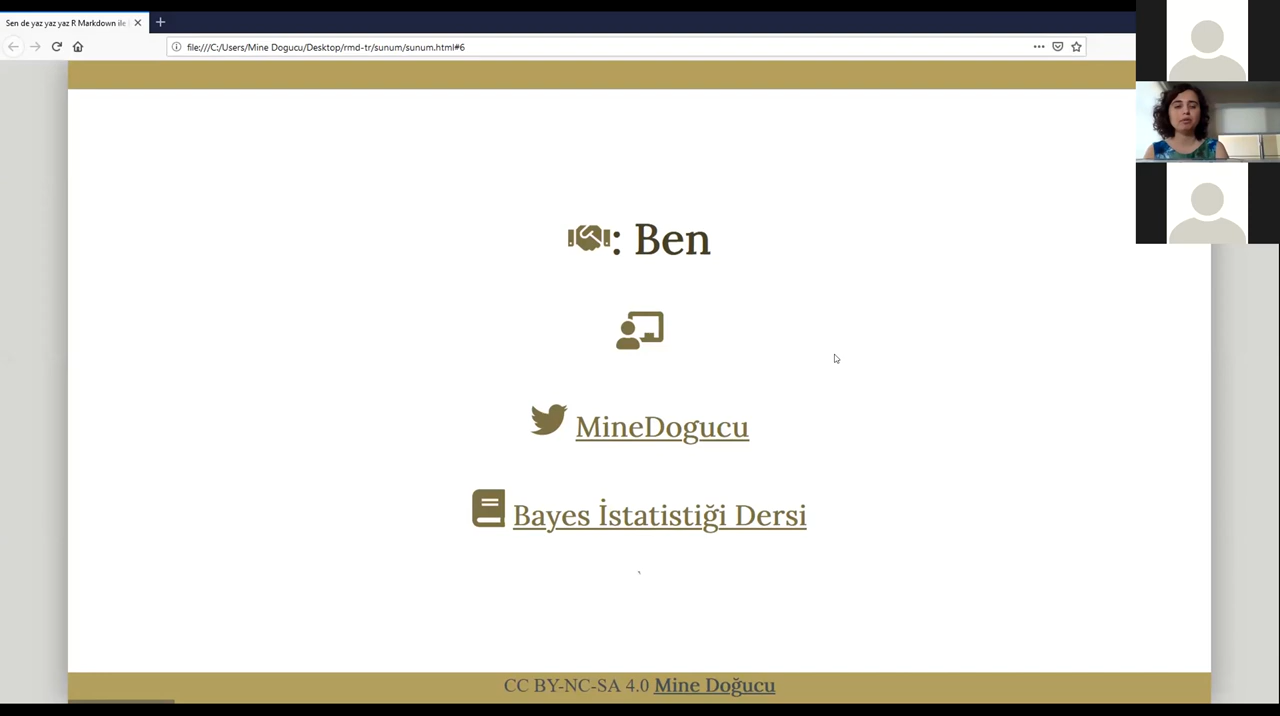 Sen de yaz yaz yaz R Markdown ile
file:///C:/Users/Mine Dogucu/Desktop/rmd-tr/sunum/sunum.html#6
: Ben
MineDogucu
Bayes İstatistiği Dersi
CC BY-NC-SA 4.0 Mine Doğucu